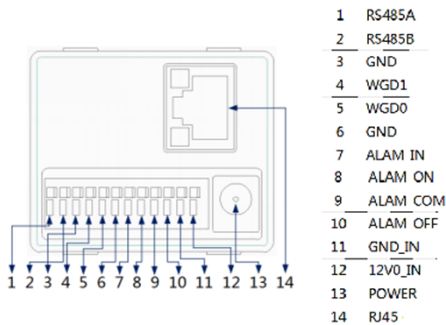 1 RS485A
2 RS485B
3 GND
4 WGD1
5 WGD0
6 GND
7 ALAM IN
8 ALAM ON
9 ALAM COM
10 ALAM OFF
11 GND_IN
12 12V0_IN
13 POWER
14 RJ45
1 2 3 4 5 6 7 8 9 10 11 12 13 14